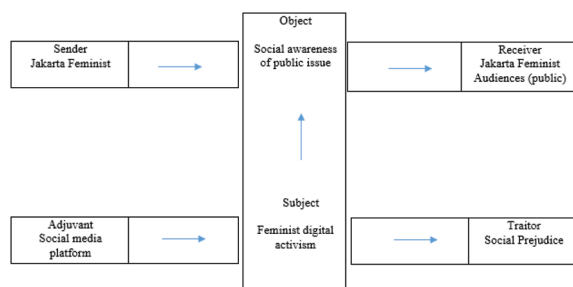 Object
Social awareness
of public issue
Sender
Jakarta Feminist
Receiver
Jakarta Feminist
Audiences (public)
Subject
Feminist digital
activism
Adjuvant
Social media
platform
Traitor
Social Prejudice